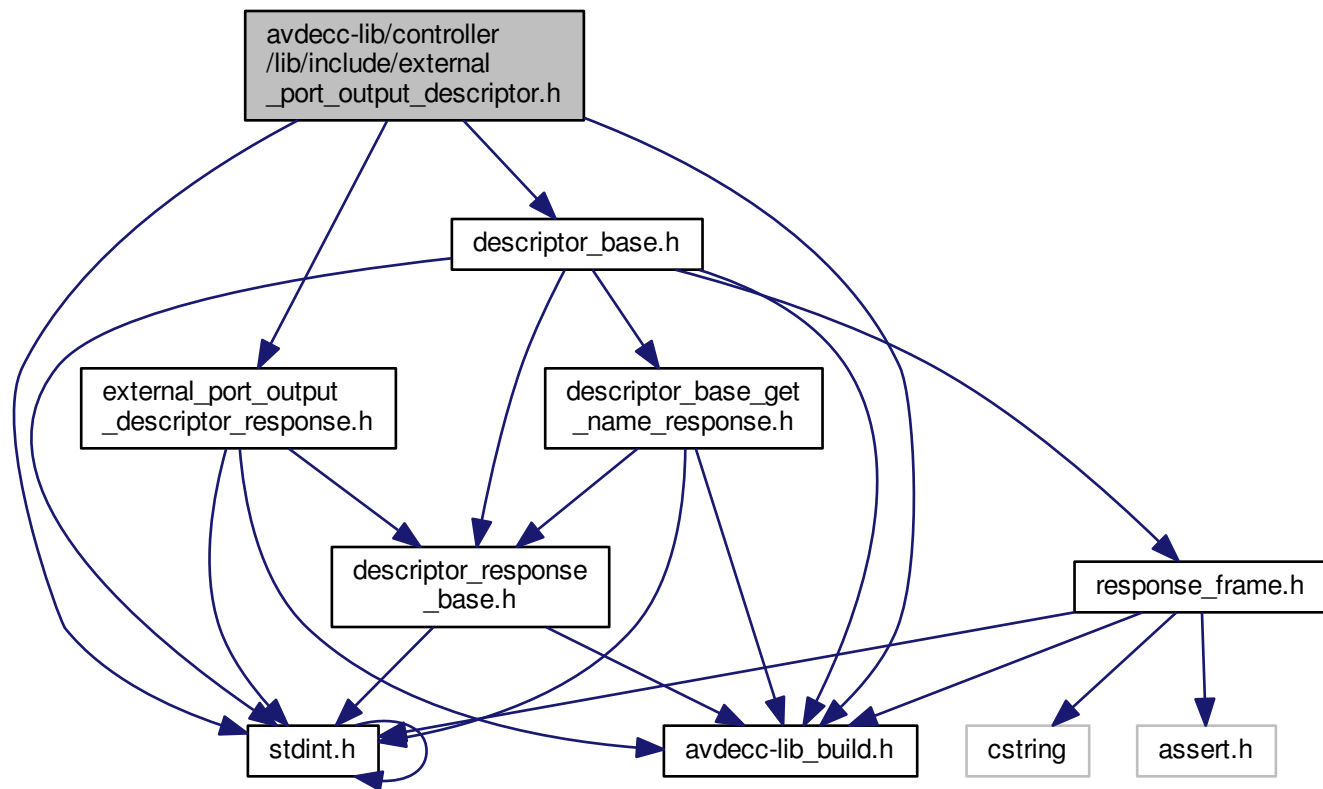 avdecc-lib/controller
/lib/include/external
_port_output_descriptor.h
descriptor_base.h
external_port_output
_descriptor_response.h
descriptor_base_get
_name_response.h
descriptor_response
_base.h
response_frame.h
stdint.h
avdecc-lib_build.h
cstring
assert.h